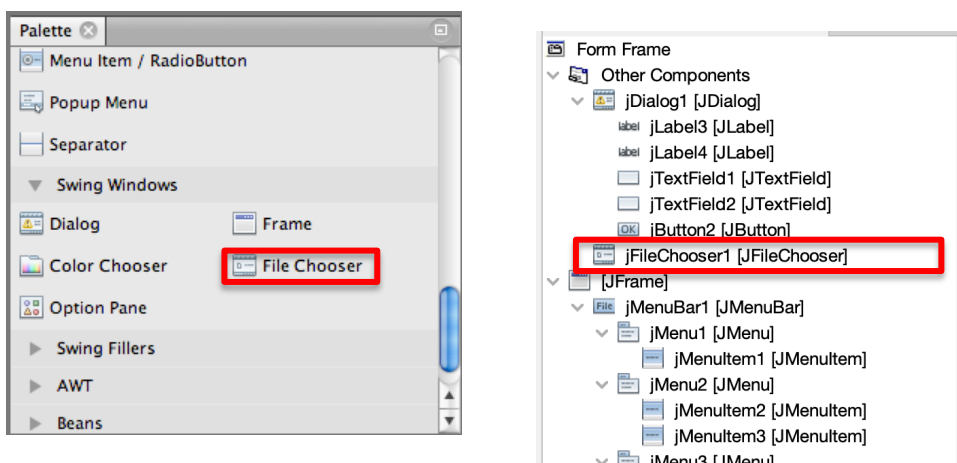 Palette
Menu Item / RadioButton
Popup Menu
Separator
Swing Windows
Dialog
Frame
Color Chooser
File Chooser
Option Pane
Swing Fillers
AWT
Beans
Form Frame
Other Components
jDialog1 [JDialog]
label jLabel3 [JLabel]
label jLabel4 [JLabel]
jTextField1 [JTextField]
jTextField2 [JTextField]
OK jButton2 [JButton]
jFileChooser1 [JFileChooser]
[JFrame]
File jMenuBar1 [JMenuBar]
jMenu1 [JMenu]
jMenuItem1 [JMenuItem]
jMenu2 [JMenu]
jMenuItem2 [JMenuItem]
jMenuItem3 [JMenuItem]
jMenu3 [JMenu]